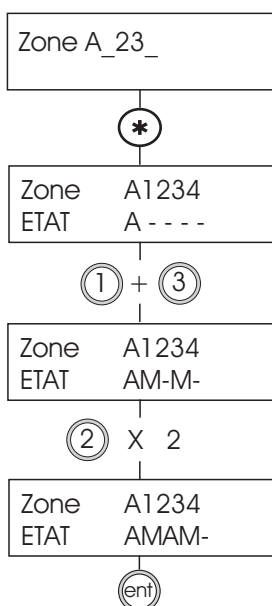 Zone A_23_
*
Zone A1234
ETAT A - - - -
1 + 3
Zone A1234
ETAT AM-M-
2 X 2
Zone A1234
ETAT AMAM-
ent